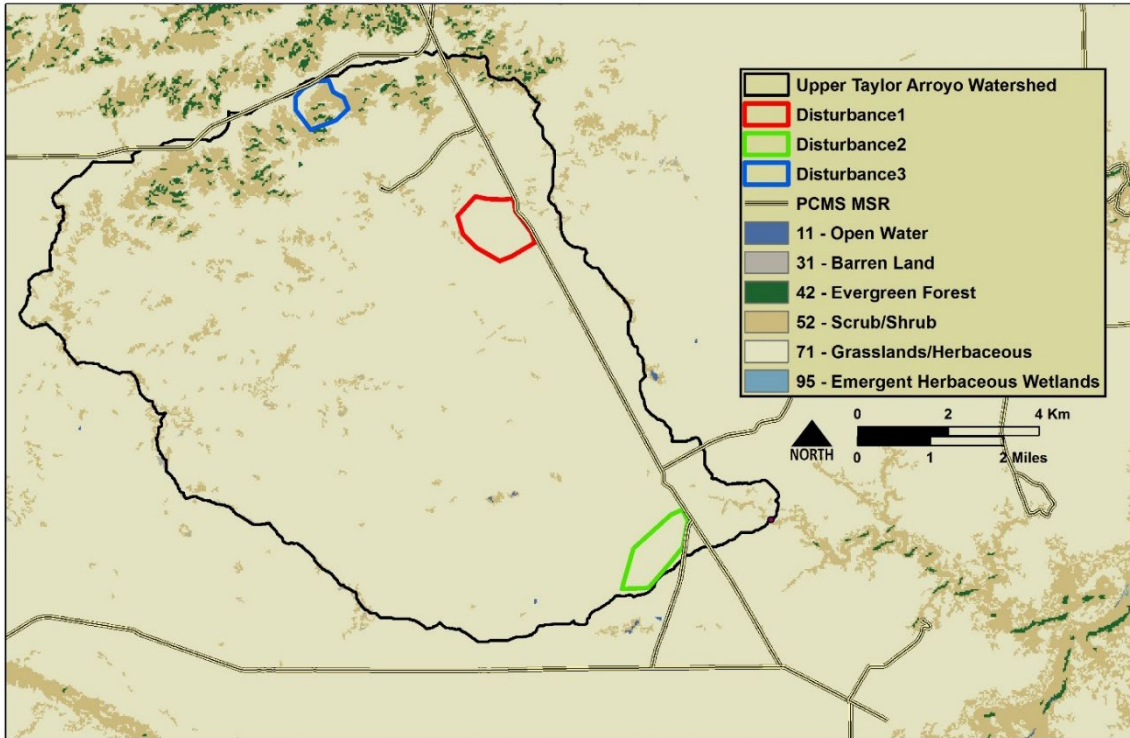 Upper Taylor Arroyo Watershed
Disturbance1
Disturbance2
Disturbance3
PCMS MSR
11 - Open Water
31 - Barren Land
42 - Evergreen Forest
52 - Scrub/Shrub
71 - Grasslands/Herbaceous
95 - Emergent Herbaceous Wetlands
0 2 4 Km
NORTH
0 1 2 Miles